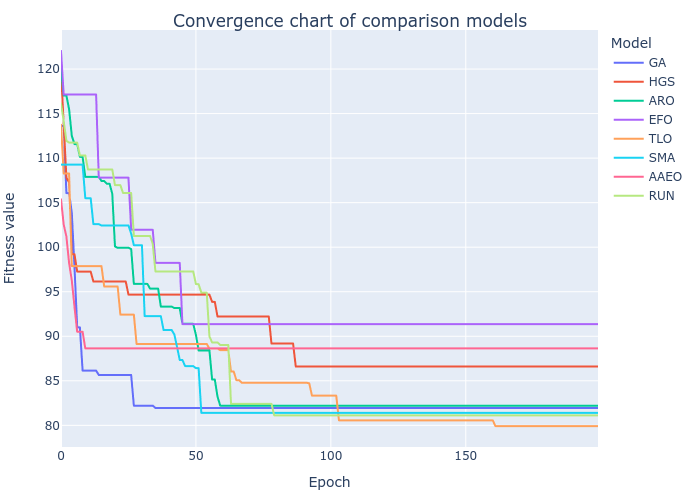 Convergence chart of comparison models
Model
GA
HGS
ARO
EFO
TLO
SMA
AAEO
RUN
Fitness value
120
115
110
105
100
95
90
85
80
0
50
100
150
Epoch